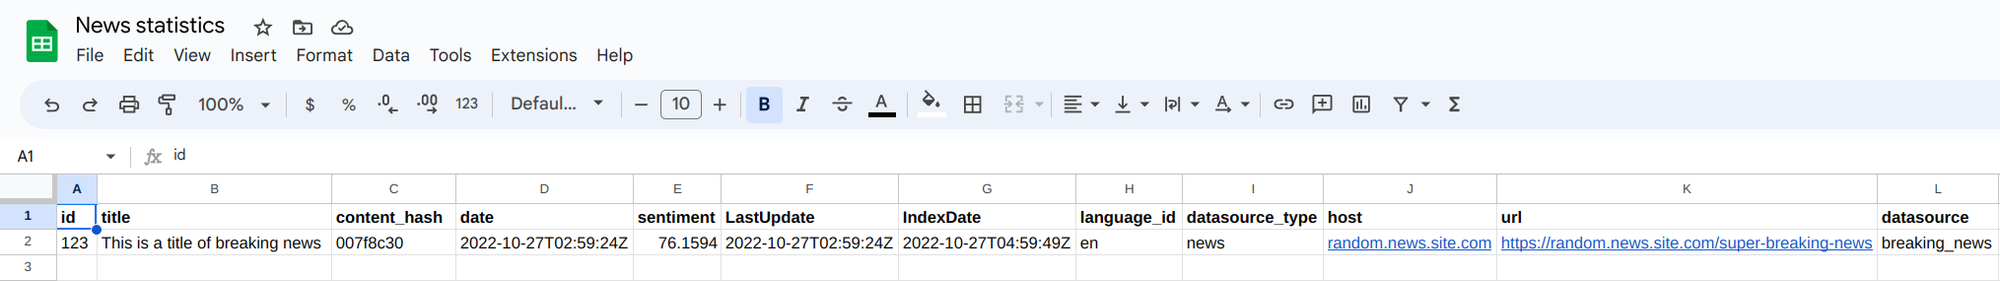 News statistics
File Edit View Insert Format Data Tools Extensions Help
100% $ % .0 .00 123 Defaul... 10 B I A A Σ
A1 fx id
A B C D E F G H I J K L
1 id title content_hash date sentiment LastUpdate IndexDate language_id datasource_type host url datasource
2 123 This is a title of breaking news 007f8c30 2022-10-27T02:59:24Z 76.1594 2022-10-27T02:59:24Z 2022-10-27T04:59:49Z en news random.news.site.com https://random.news.site.com/super-breaking-news breaking_news
3